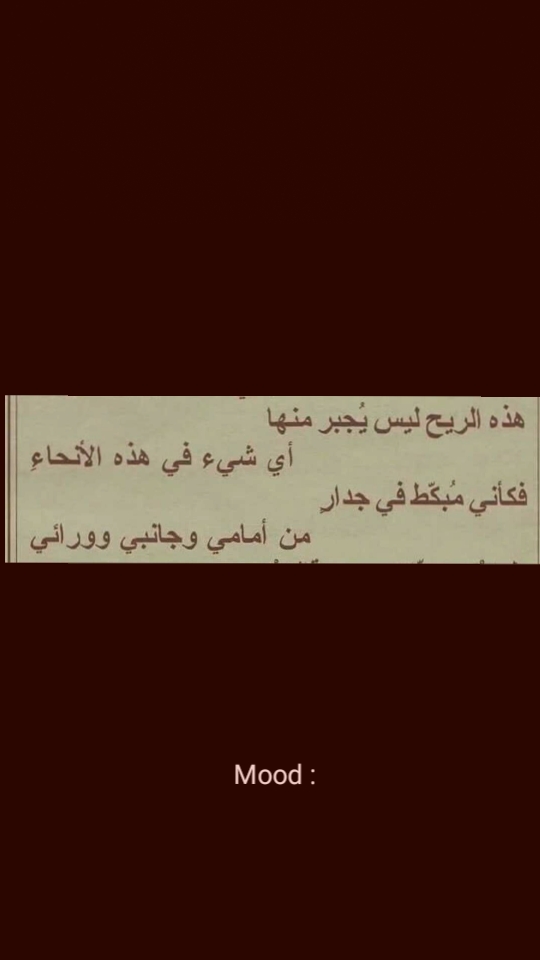 هذه الريح ليس يُجبر منها
أي شيء في هذه الأنحاءِ
فكأني مُبكّط في جدارٍ
من أمامي وجانبي وورائي
Mood :